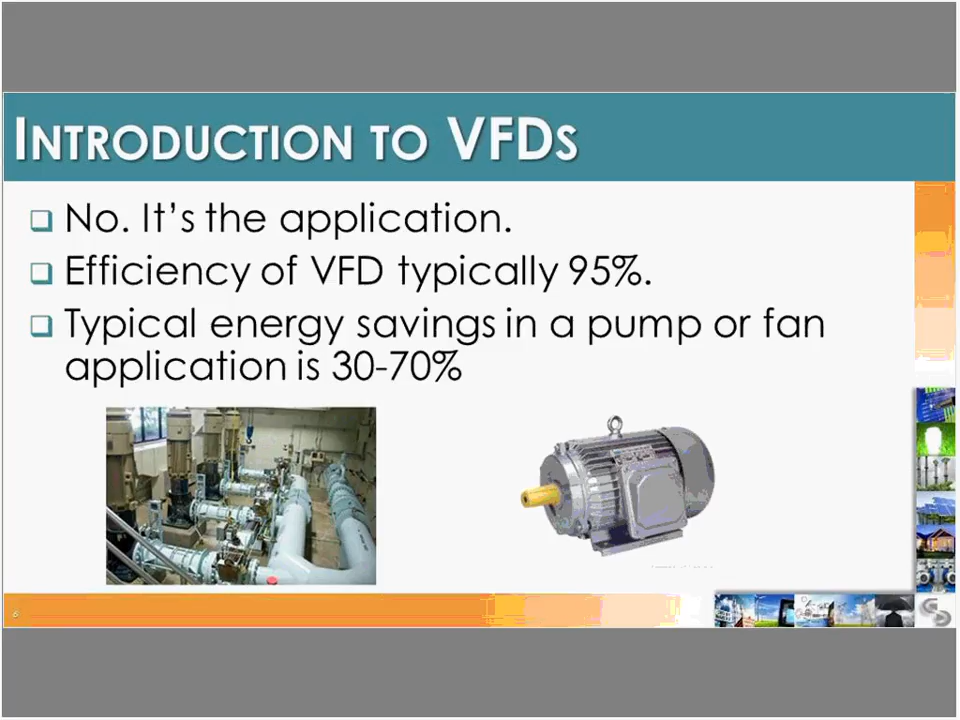 INTRODUCTION TO VFDS
No. It's the application.
Efficiency of VFD typically 95%.
Typical energy savings in a pump or fan
application is 30-70%
6